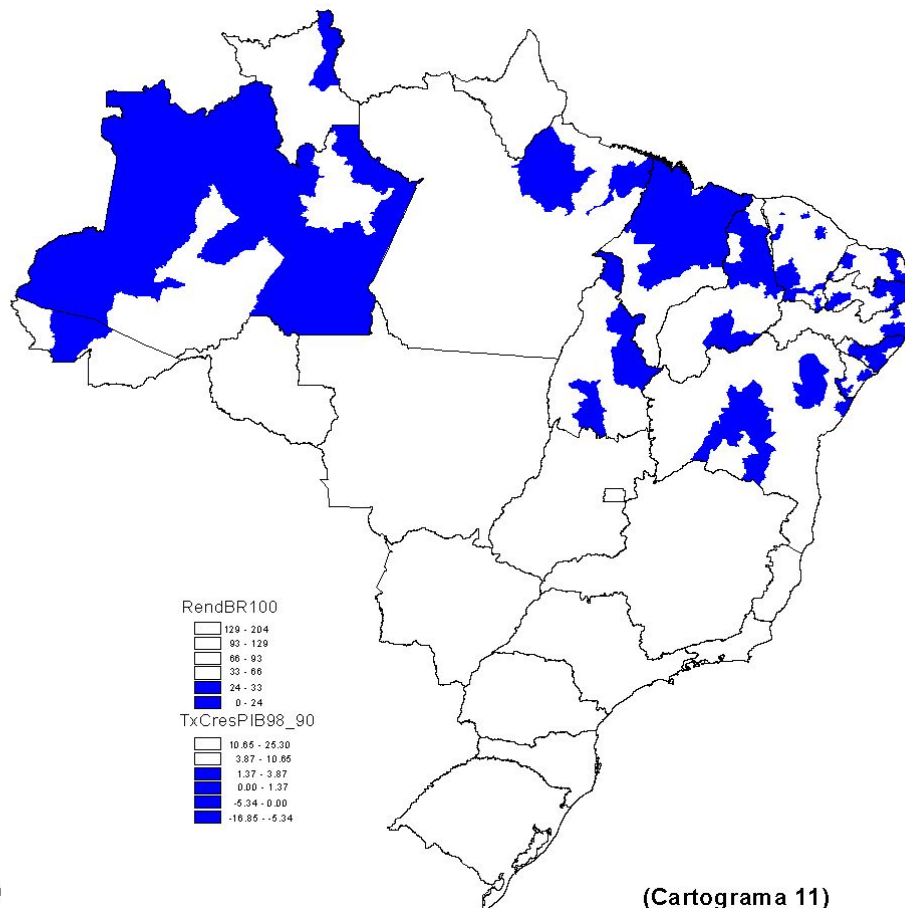 RendBR100
129 - 204
93 - 129
66 - 93
33 - 66
24 - 33
0 - 24
TxCresPIB98_90
10.65 - 25.30
3.87 - 10.65
1.37 - 3.87
0.00 - 1.37
-5.34 - 0.00
-16.85 - -5.34
(Cartograma 11)